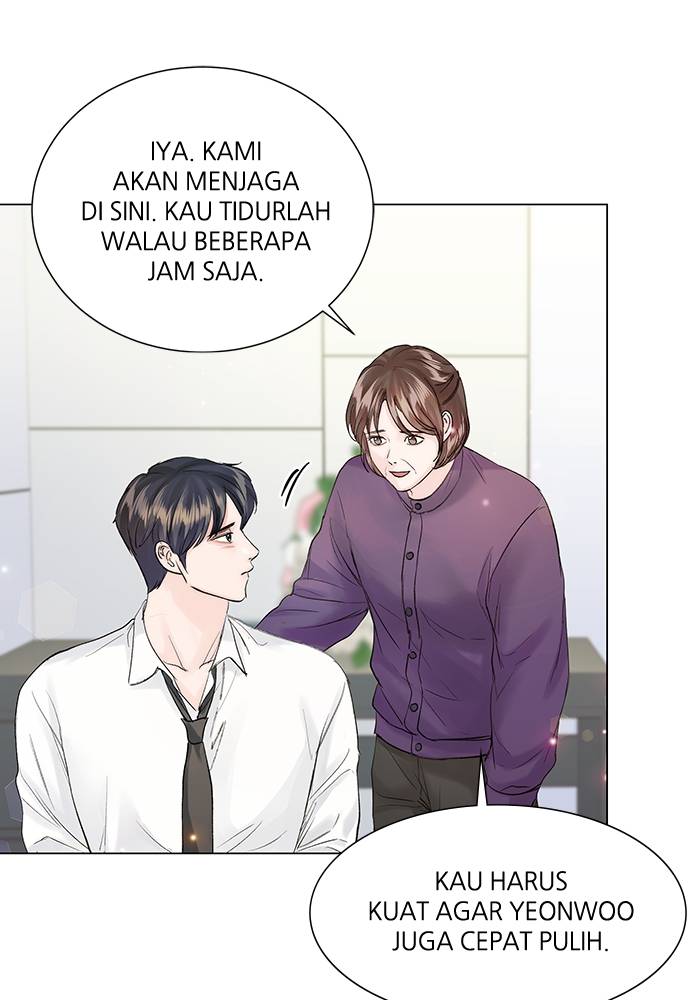 IYA. KAMI
AKAN MENJAGA
DI SINI. KAU TIDURLAH
WALAU BEBERAPA
JAM SAJA.
KAU HARUS
KUAT AGAR YEONWOO
JUGA CEPAT PULIH.